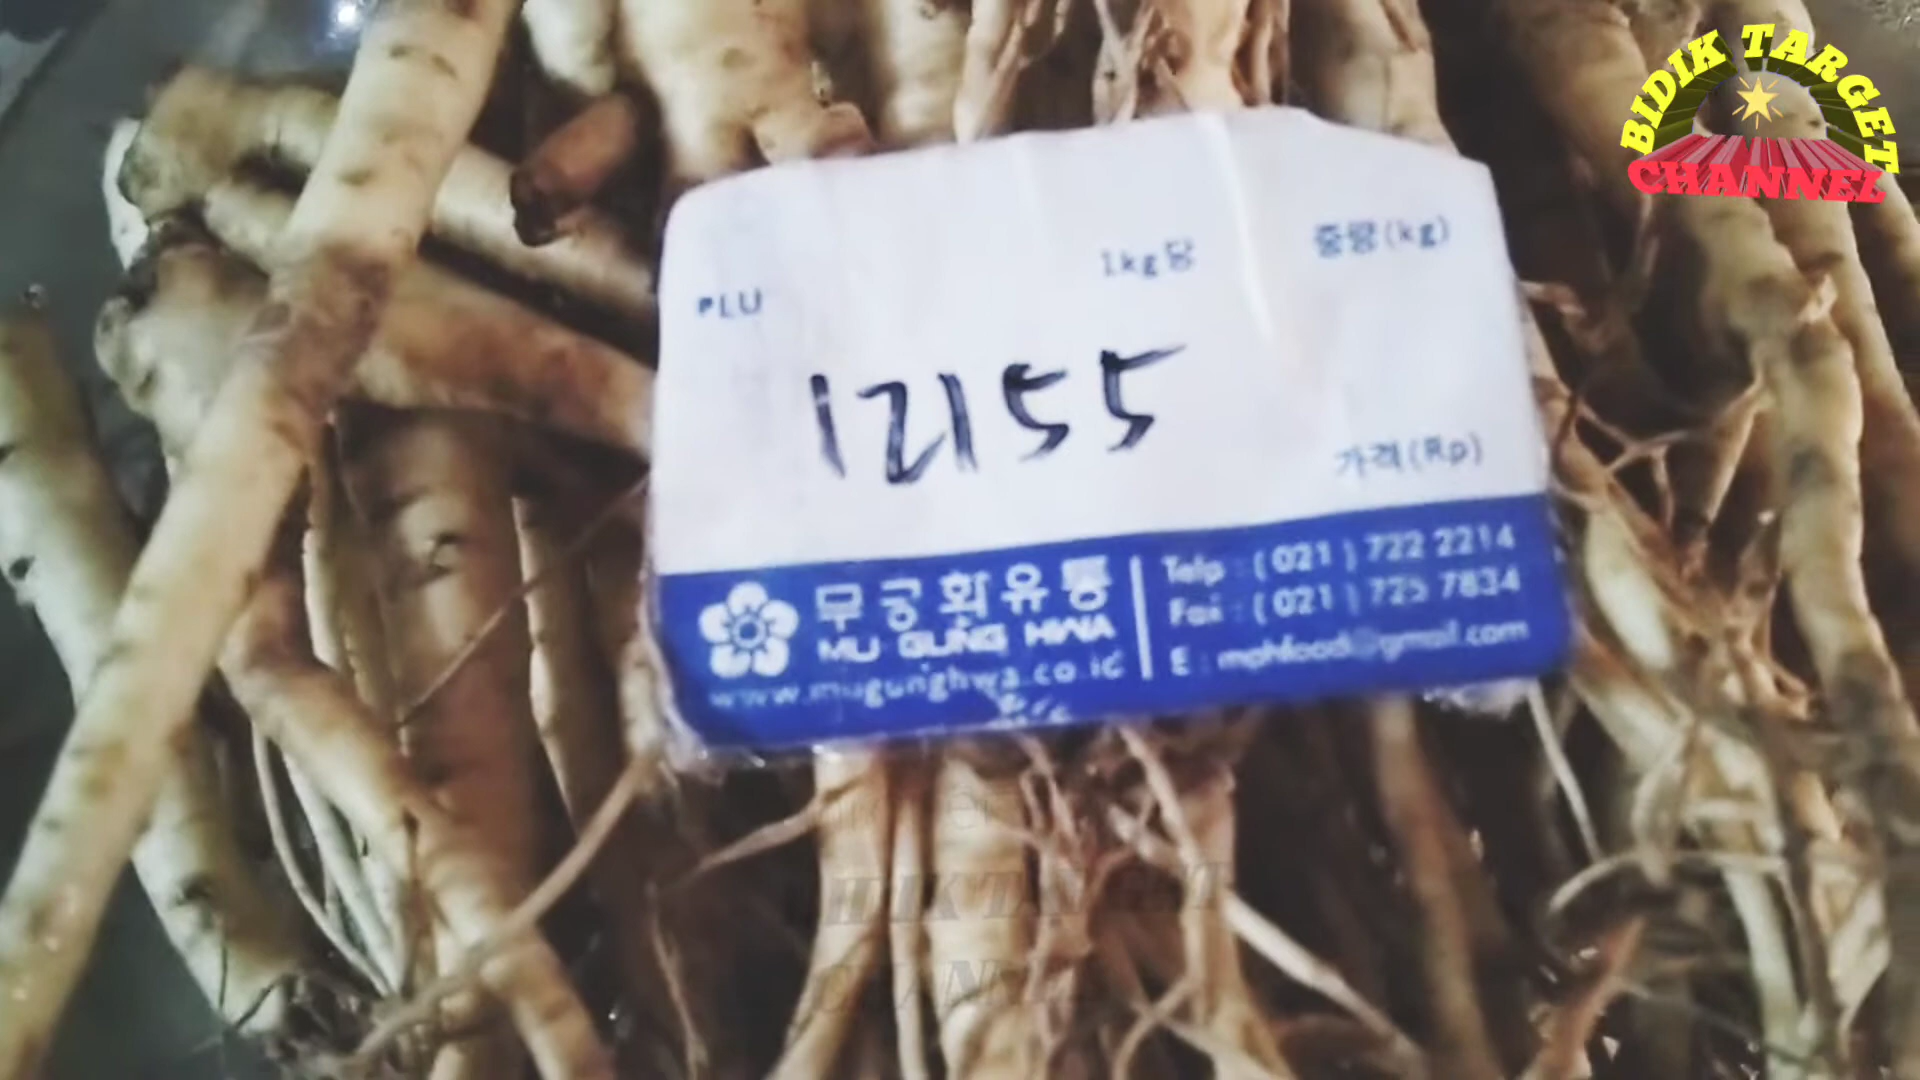 BIDIK TARGET
CHANNEL
PLU
1kg당
중량(kg)
12155
가격(Rp)
무궁화유통
MU GUNG HWA
www.mugunghwa.co.id
Telp : (021) 722 2214
Fax : (021) 725 7834
E : mghfood@gmail.com